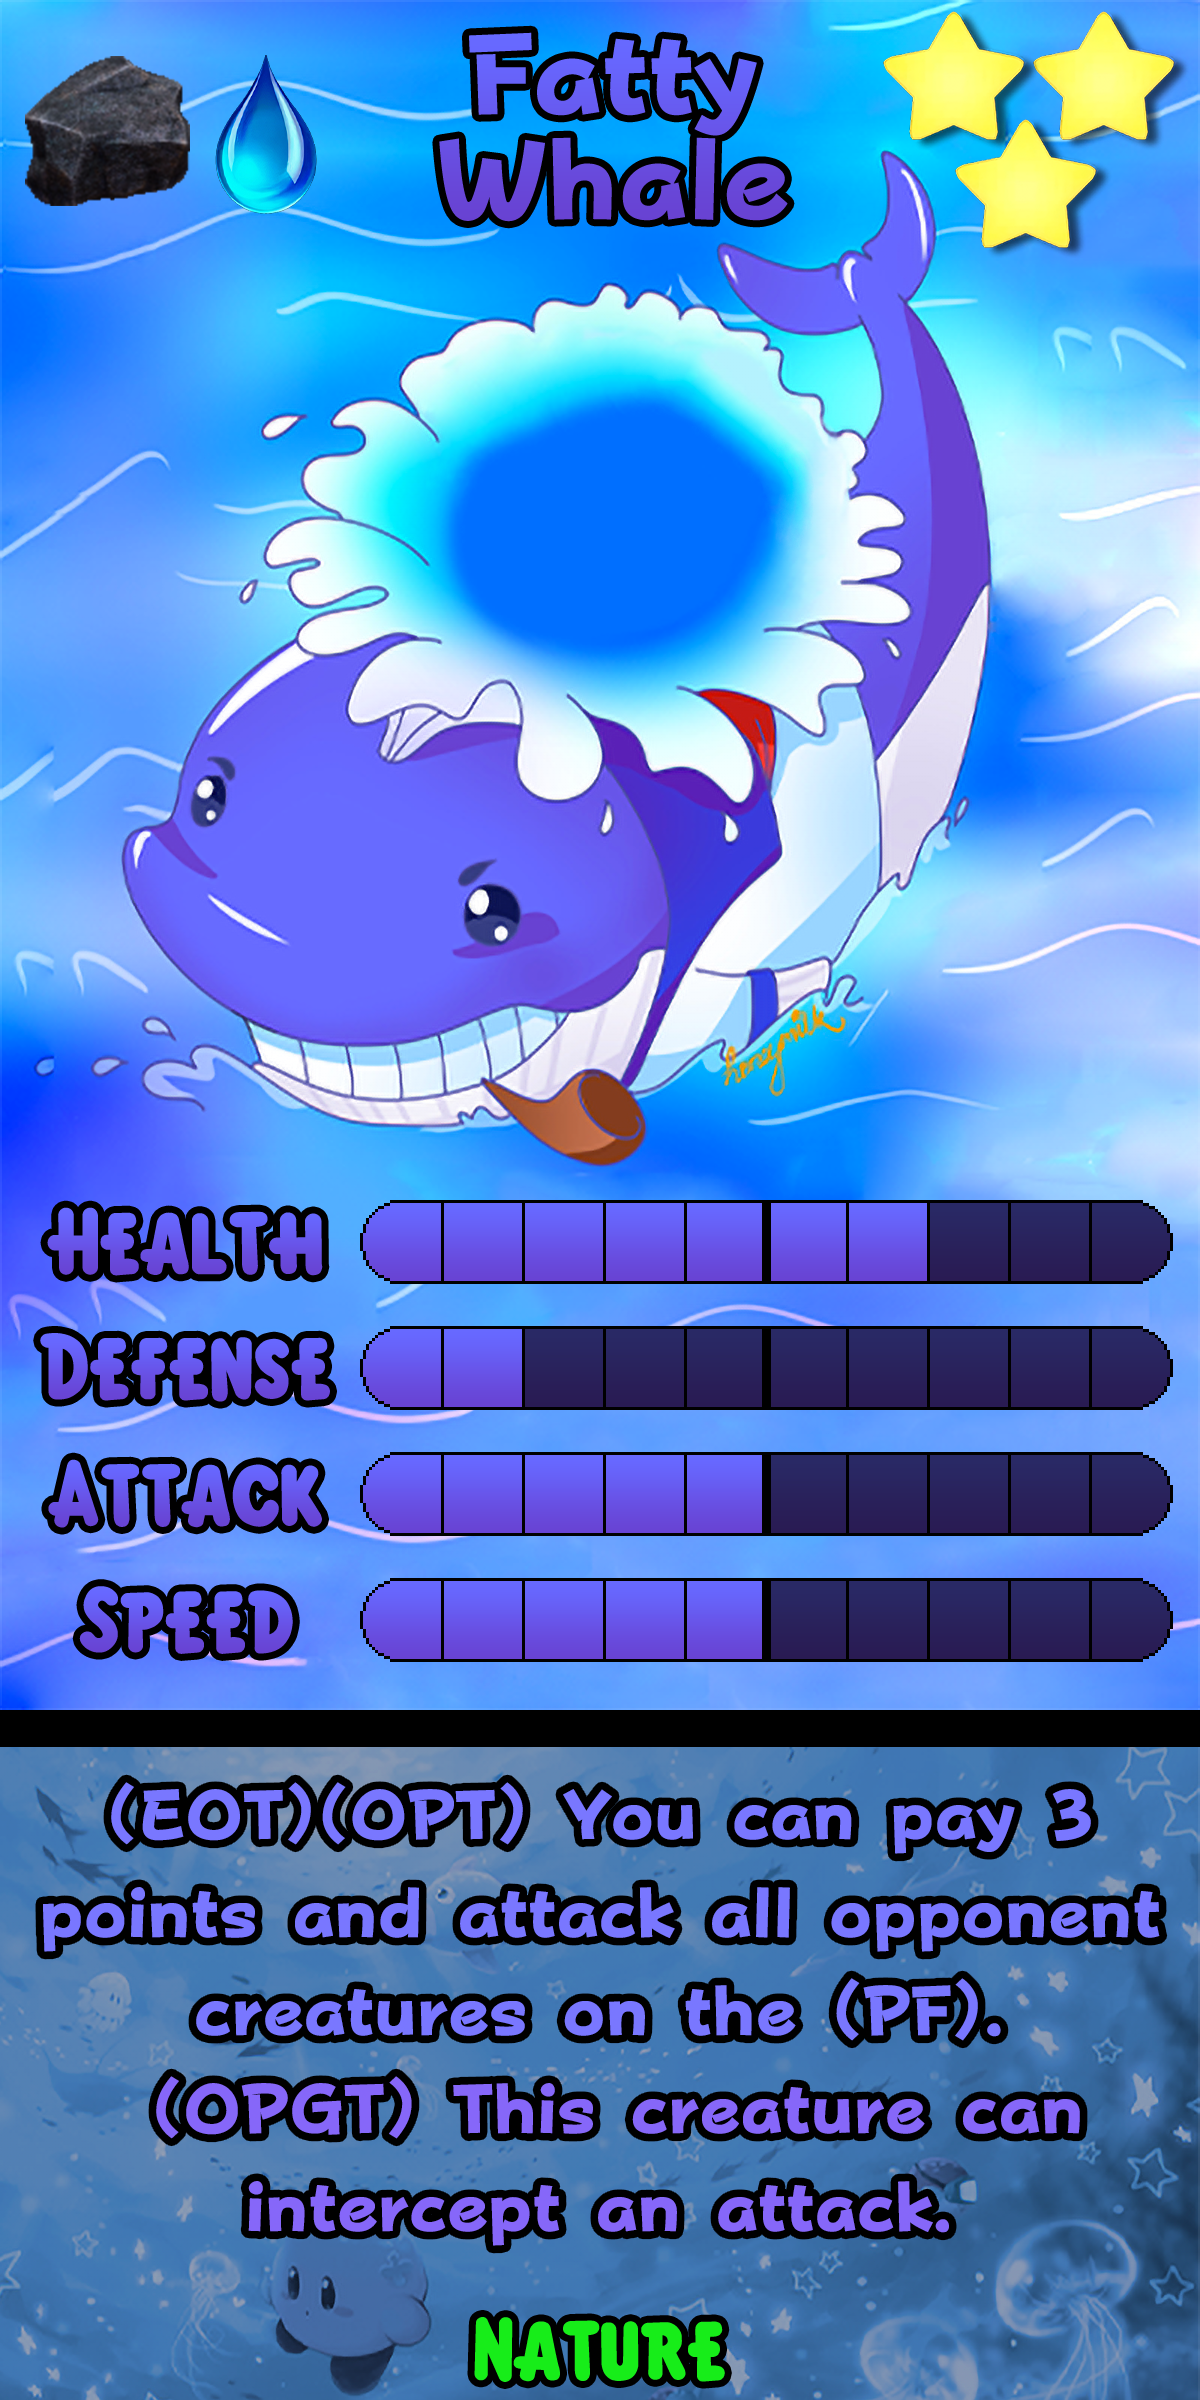 Fatty
Whale
honeymilk
HEALTH
DEFENSE
ATTACK
SPEED
(EOT)(OPT) You can pay 3
points and attack all opponent
creatures on the (PF).
(OPGT) This creature can
intercept an attack.
NATURE